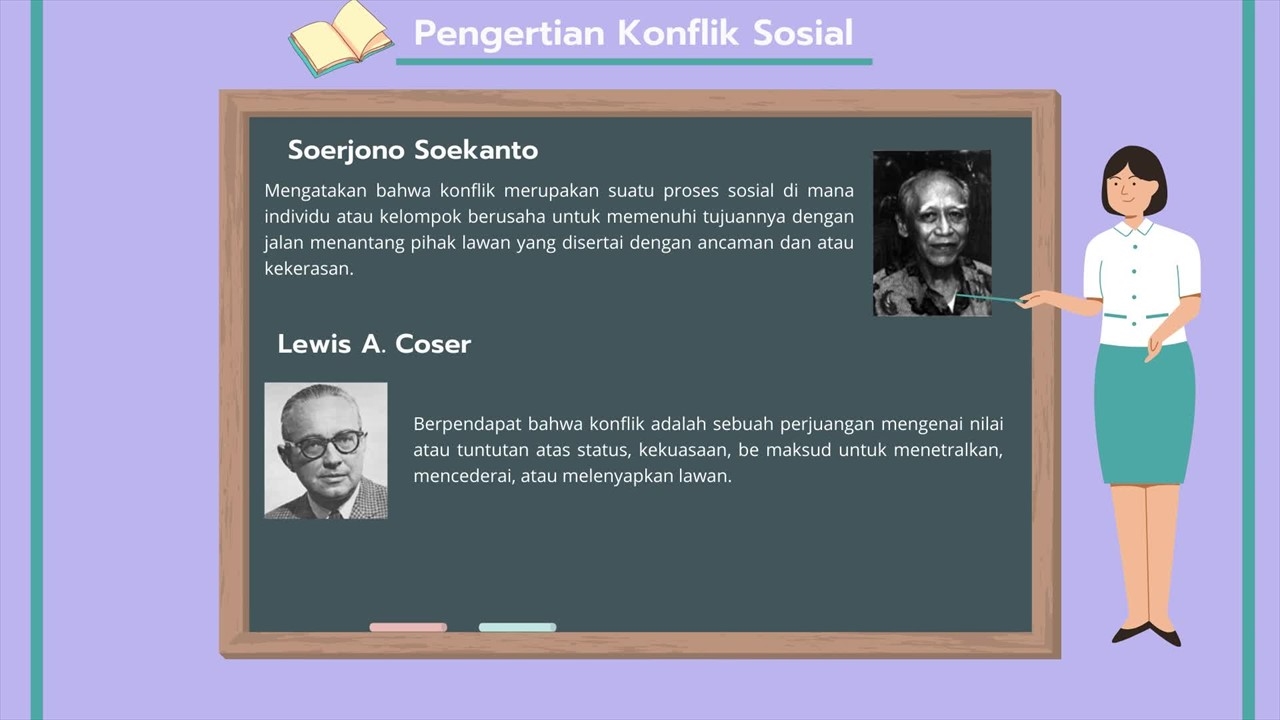 Pengertian Konflik Sosial
Soerjono Soekanto
Mengatakan bahwa konflik merupakan suatu proses sosial di mana
individu atau kelompok berusaha untuk memenuhi tujuannya dengan
jalan menantang pihak lawan yang disertai dengan ancaman dan atau
kekerasan.
Lewis A. Coser
Berpendapat bahwa konflik adalah sebuah perjuangan mengenai nilai
atau tuntutan atas status, kekuasaan, be maksud untuk menetralkan,
mencederai, atau melenyapkan lawan.